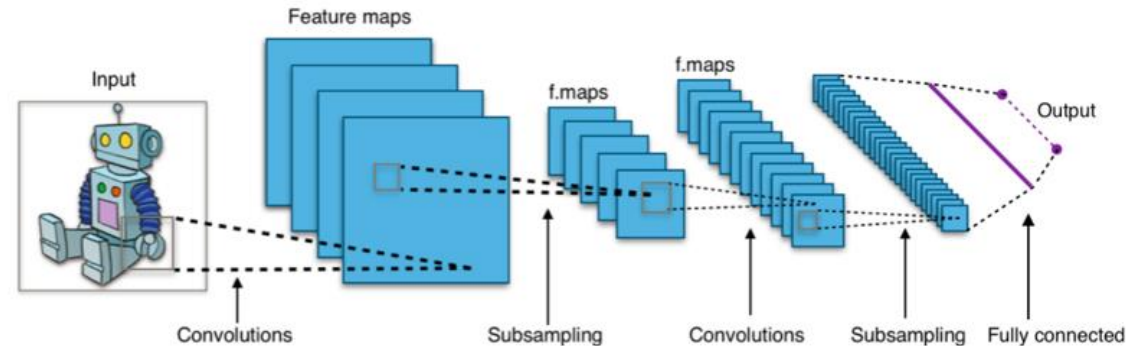 Feature maps
Input
f.maps
f.maps
Output
Convolutions
Subsampling
Convolutions
Subsampling
Fully connected